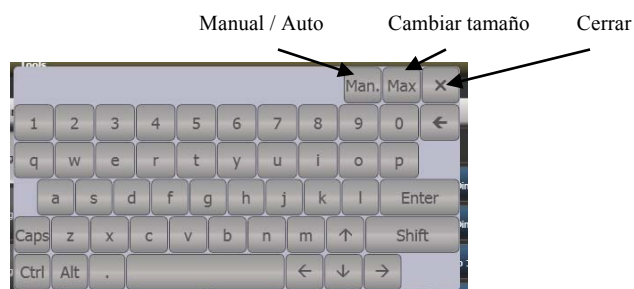 Manual / Auto Cambiar tamaño Cerrar
Tools
Man. Max ×
1 2 3 4 5 6 7 8 9 0 ←
q w e r t y u i o p
a s d f g h j k l Enter
Caps z x c v b n m ↑ Shift
Ctrl Alt . ← ↓ →